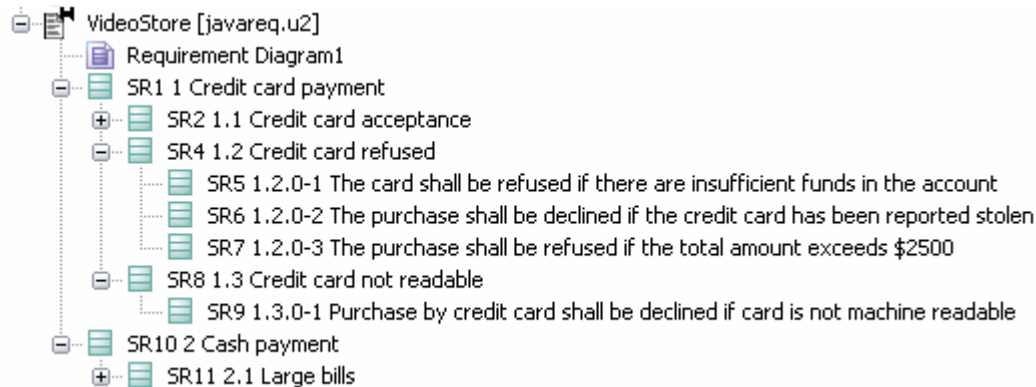 VideoStore [javareq.u2]
Requirement Diagram1
SR1 1 Credit card payment
SR2 1.1 Credit card acceptance
SR4 1.2 Credit card refused
SR5 1.2.0-1 The card shall be refused if there are insufficient funds in the account
SR6 1.2.0-2 The purchase shall be declined if the credit card has been reported stolen
SR7 1.2.0-3 The purchase shall be refused if the total amount exceeds $2500
SR8 1.3 Credit card not readable
SR9 1.3.0-1 Purchase by credit card shall be declined if card is not machine readable
SR10 2 Cash payment
SR11 2.1 Large bills